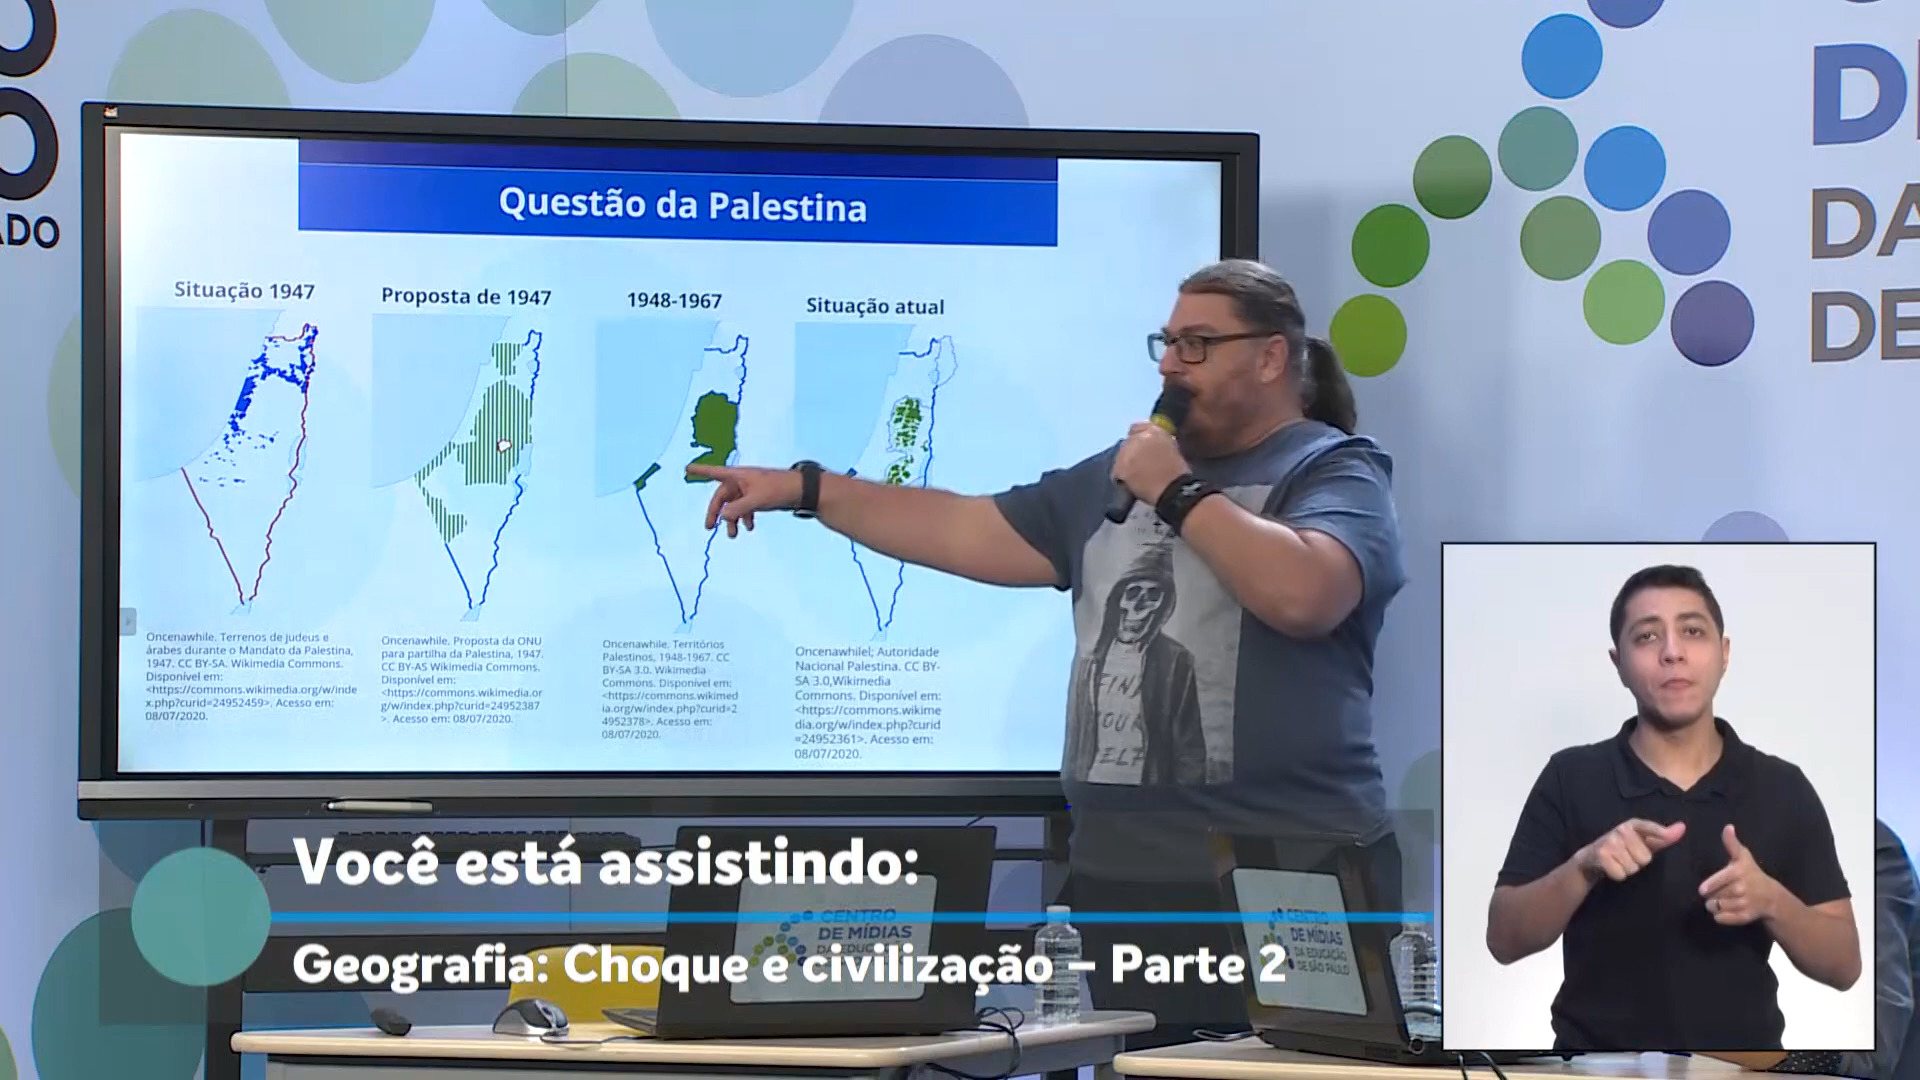 ADO
DA
DE
Questão da Palestina
Situação 1947
Proposta de 1947
1948-1967
Situação atual
Oncenawhile. Terrenos de judeus e
árabes durante o Mandato da Palestina,
1947. CC BY-SA. Wikimedia Commons.
Disponível em:
<https://commons.wikimedia.org/w/inde
x.php?curid=24952459>. Acesso em:
08/07/2020.
Oncenawhile. Proposta da ONU
para partilha da Palestina, 1947.
CC BY-AS Wikimedia Commons.
Disponível em:
<https://commons.wikimedia.or
g/w/index.php?curid=24952387
>. Acesso em: 08/07/2020.
Oncenawhile. Territórios
Palestinos, 1948-1967. CC
BY-SA 3.0. Wikimedia
Commons. Disponível em:
<https://commons.wikimed
ia.org/w/index.php?curid=2
4952378>. Acesso em:
08/07/2020.
Oncenawhilel; Autoridade
Nacional Palestina. CC BY-
SA 3.0,Wikimedia
Commons. Disponível em:
<https://commons.wikime
dia.org/w/index.php?curid
=24952361>. Acesso em:
08/07/2020.
Você está assistindo:
Geografia: Choque e civilização – Parte 2
CENTRO
DE MÍDIAS
DA EDUCAÇÃO
CENTRO
DE MÍDIAS
DA EDUCAÇÃO
DE SÃO PAULO